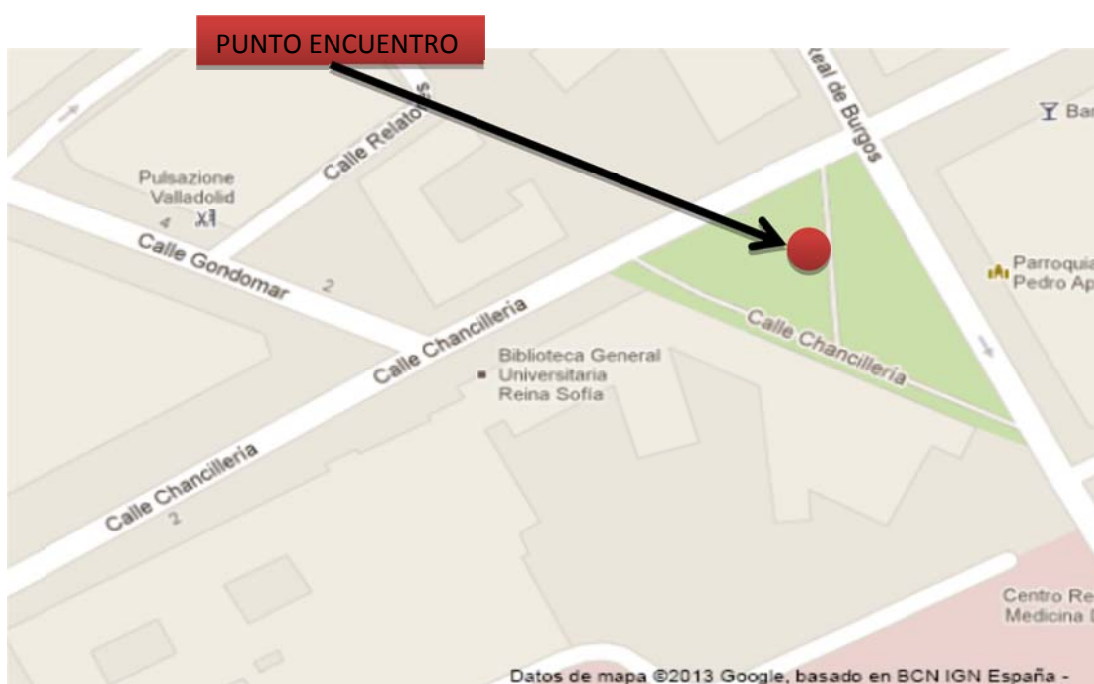 PUNTO ENCUENTRO
Real de Burgos
Bar
Calle Relatores
Pulsazione
Valladolid
4
Calle Gondomar
2
Parroquia
Pedro Ap
Calle Chancillería
Calle Chancillería
Biblioteca General
Universitaria
Reina Sofía
Calle Chancillería
2
Centro Re
Medicina D
Datos de mapa ©2013 Google, basado en BCN IGN España -